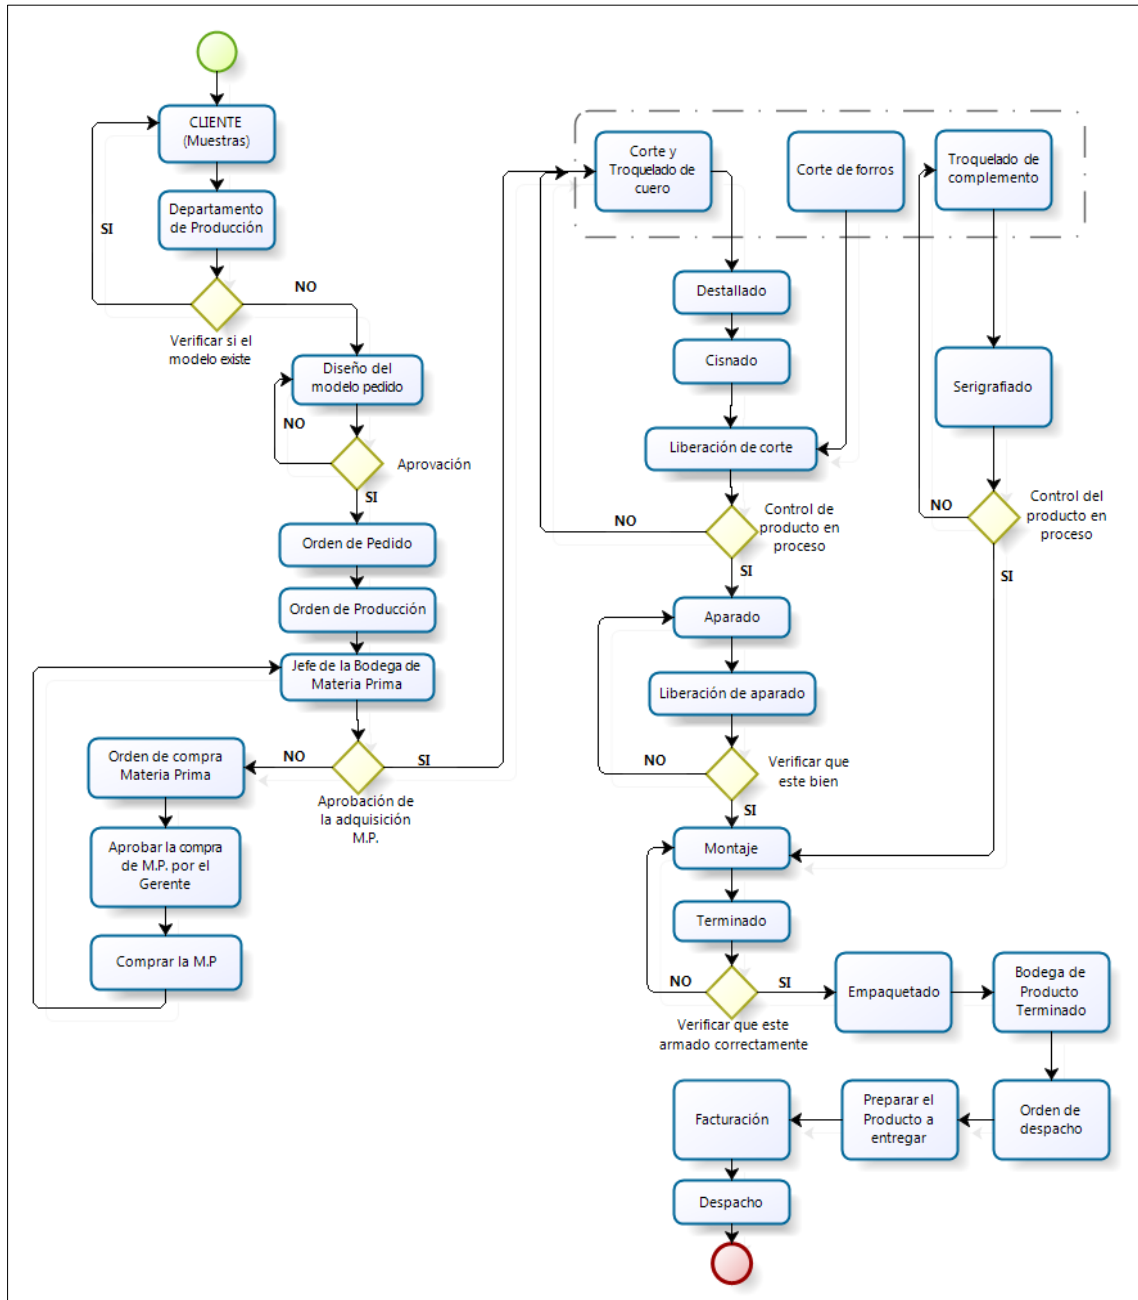 CLIENTE
(Muestras)
Departamento
de Producción
SI
NO
Verificar si el
modelo existe
Diseño del
modelo pedido
NO
Aprovación
SI
Orden de Pedido
Orden de Producción
Jefe de la Bodega de
Materia Prima
NO
SI
Aprobación de
la adquisición
M.P.
Orden de compra
Materia Prima
Aprobar la compra
de M.P. por el
Gerente
Comprar la M.P
Corte y
Troquelado de
cuero
Corte de forros
Troquelado de
complemento
Destallado
Cisnado
Liberación de corte
Serigrafiado
NO
Control de
producto en
proceso
SI
NO
Control del
producto en
proceso
SI
Aparado
Liberación de aparado
NO
Verificar que
este bien
SI
Montaje
Terminado
NO
SI
Verificar que este
armado correctamente
Empaquetado
Bodega de
Producto
Terminado
Orden de
despacho
Preparar el
Producto a
entregar
Facturación
Despacho